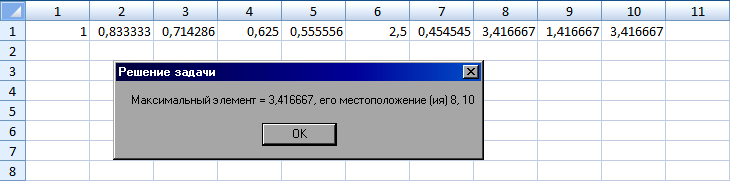 1 2 3 4 5 6 7 8 9 10 11
1 1 0,833333 0,714286 0,625 0,555556 2,5 0,454545 3,416667 1,416667 3,416667
2
3 Решение задачи
4 Максимальный элемент = 3,416667, его местоположение (ия) 8, 10
5
6 OK
7
8